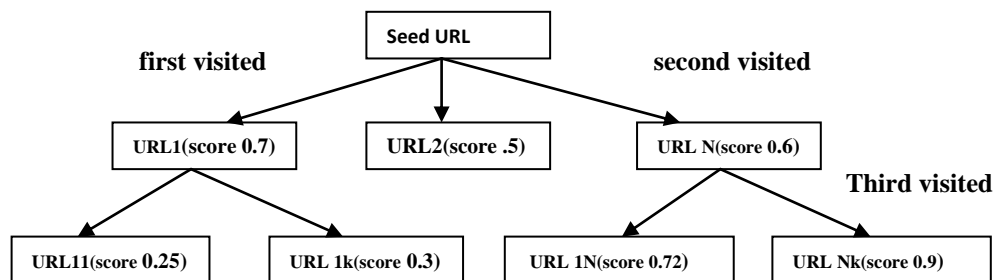 Seed URL
first visited
second visited
URL1(score 0.7)
URL2(score .5)
URL N(score 0.6)
Third visited
URL11(score 0.25)
URL 1k(score 0.3)
URL 1N(score 0.72)
URL Nk(score 0.9)